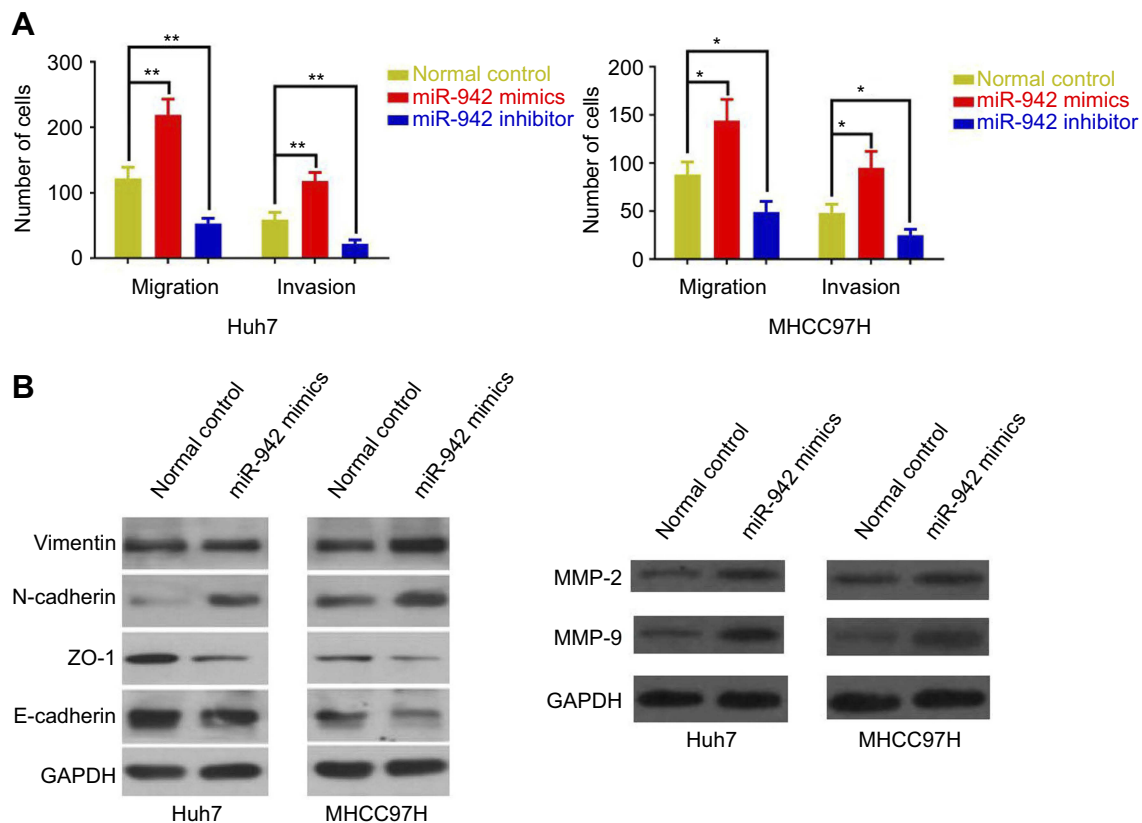 A
Number of cells
300
200
100
0
**
**
**
**
Normal control
miR-942 mimics
miR-942 inhibitor
Migration
Invasion
Huh7
Number of cells
200
150
100
50
0
*
*
*
*
Normal control
miR-942 mimics
miR-942 inhibitor
Migration
Invasion
MHCC97H
B
Normal control
miR-942 mimics
Normal control
miR-942 mimics
Vimentin
N-cadherin
ZO-1
E-cadherin
GAPDH
Huh7
MHCC97H
Normal control
miR-942 mimics
Normal control
miR-942 mimics
MMP-2
MMP-9
GAPDH
Huh7
MHCC97H